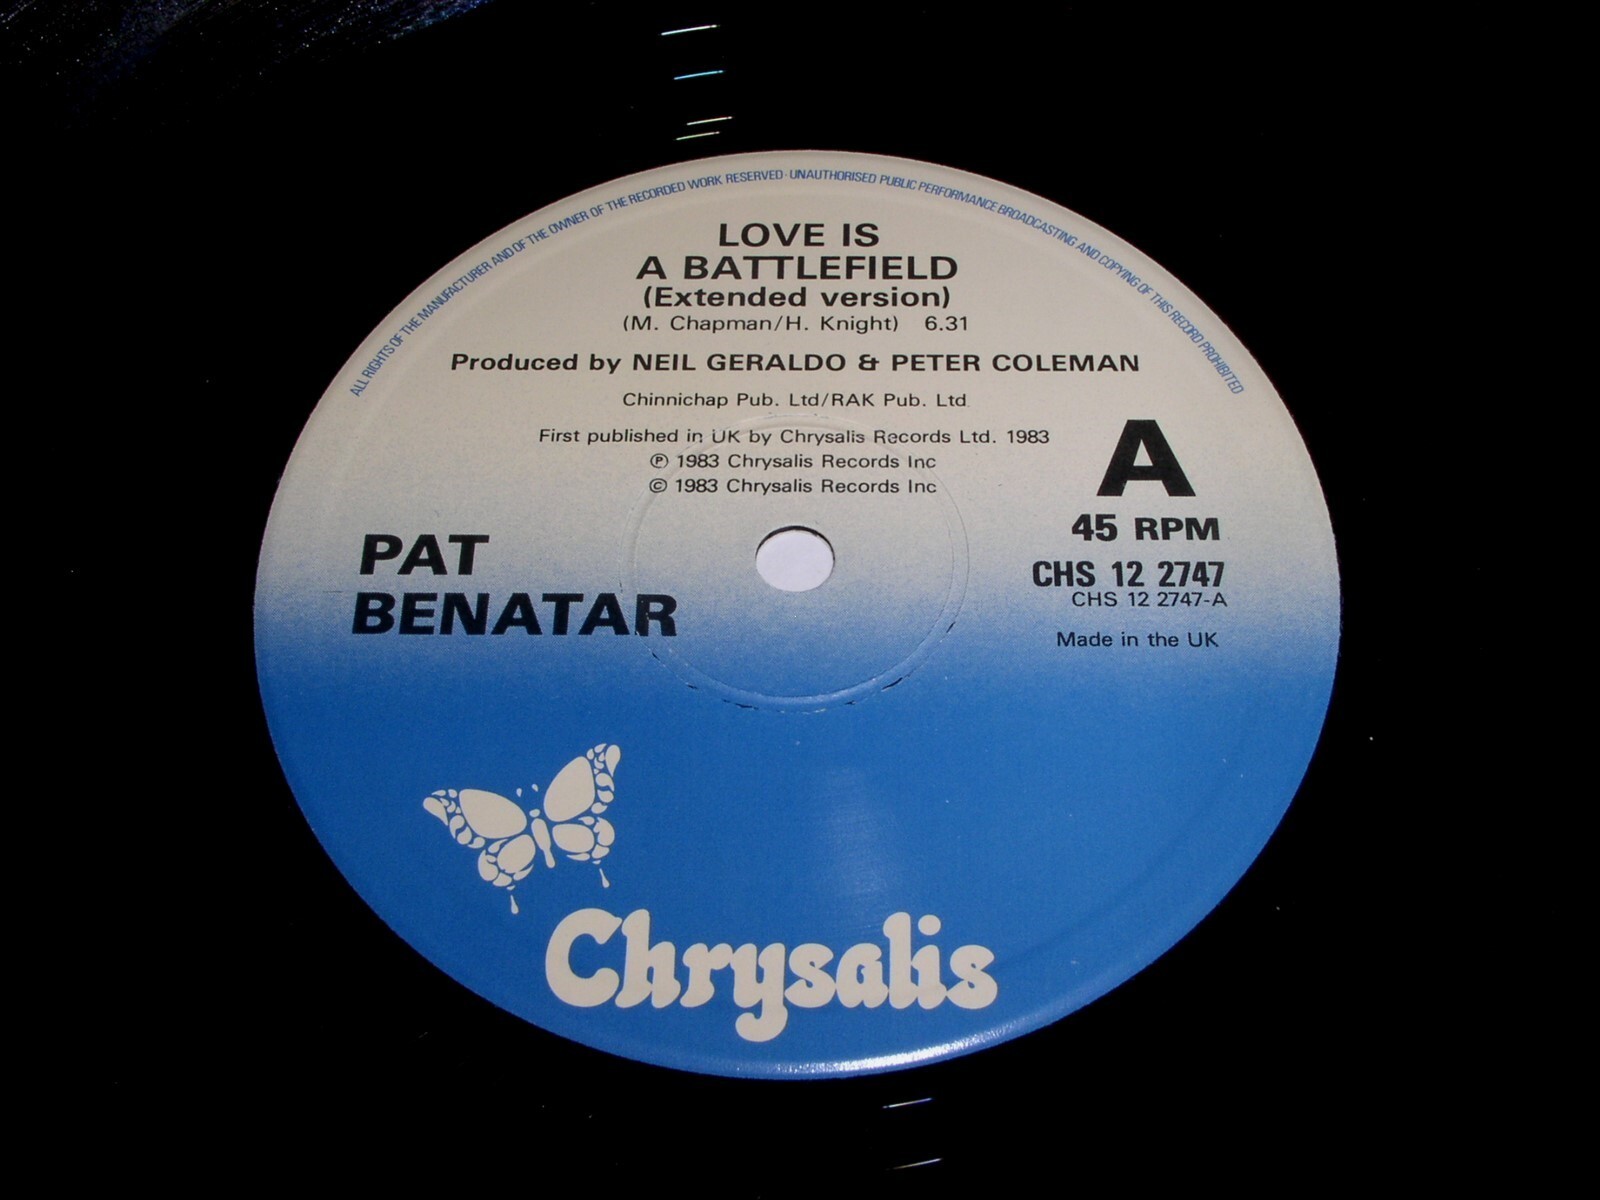 ALL RIGHTS OF THE MANUFACTURER AND OF THE OWNER OF THE RECORDED WORK RESERVED · UNAUTHORISED PUBLIC PERFORMANCE BROADCASTING AND COPYING OF THIS RECORD PROHIBITED
LOVE IS
A BATTLEFIELD
(Extended version)
(M. Chapman/H. Knight) 6.31
Produced by NEIL GERALDO & PETER COLEMAN
Chinnichap Pub. Ltd/RAK Pub. Ltd
First published in UK by Chrysalis Records Ltd. 1983
℗ 1983 Chrysalis Records Inc
© 1983 Chrysalis Records Inc
A
45 RPM
CHS 12 2747
CHS 12 2747-A
Made in the UK
PAT
BENATAR
Chrysalis